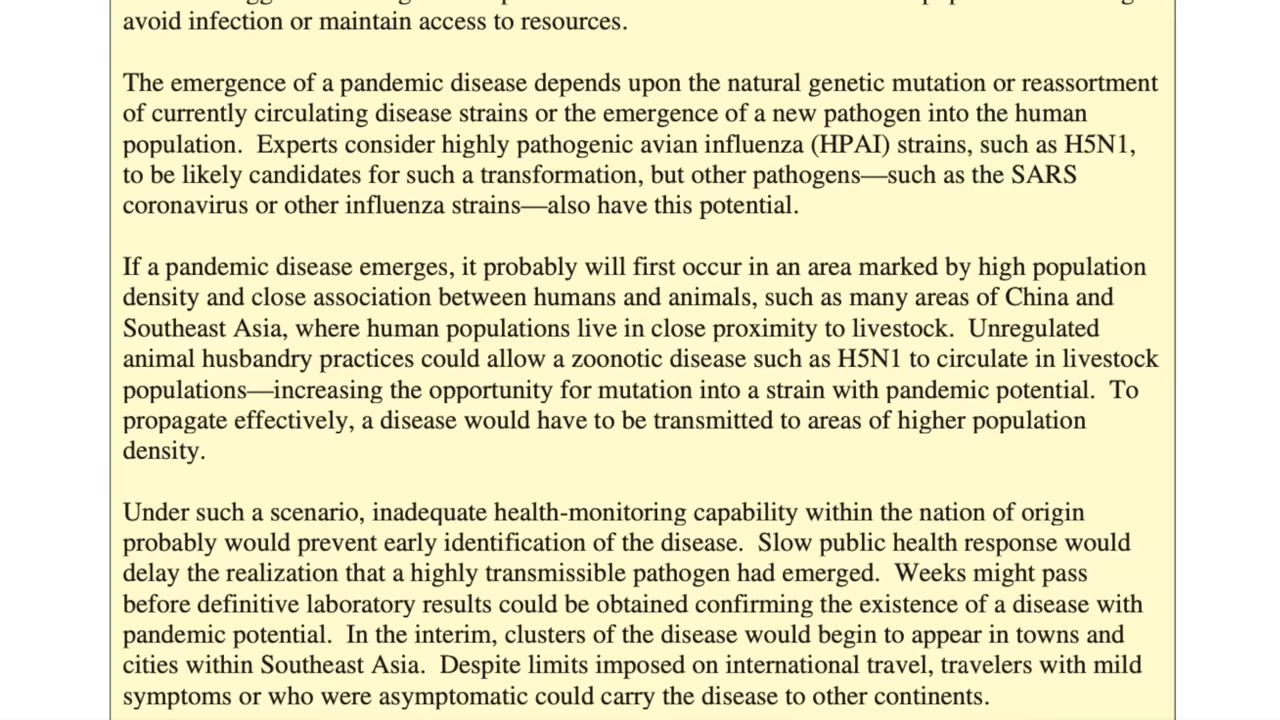 avoid infection or maintain access to resources.
The emergence of a pandemic disease depends upon the natural genetic mutation or reassortment
of currently circulating disease strains or the emergence of a new pathogen into the human
population.  Experts consider highly pathogenic avian influenza (HPAI) strains, such as H5N1,
to be likely candidates for such a transformation, but other pathogens—such as the SARS
coronavirus or other influenza strains—also have this potential.
If a pandemic disease emerges, it probably will first occur in an area marked by high population
density and close association between humans and animals, such as many areas of China and
Southeast Asia, where human populations live in close proximity to livestock.  Unregulated
animal husbandry practices could allow a zoonotic disease such as H5N1 to circulate in livestock
populations—increasing the opportunity for mutation into a strain with pandemic potential.  To
propagate effectively, a disease would have to be transmitted to areas of higher population
density.
Under such a scenario, inadequate health-monitoring capability within the nation of origin
probably would prevent early identification of the disease.  Slow public health response would
delay the realization that a highly transmissible pathogen had emerged.  Weeks might pass
before definitive laboratory results could be obtained confirming the existence of a disease with
pandemic potential.  In the interim, clusters of the disease would begin to appear in towns and
cities within Southeast Asia.  Despite limits imposed on international travel, travelers with mild
symptoms or who were asymptomatic could carry the disease to other continents.